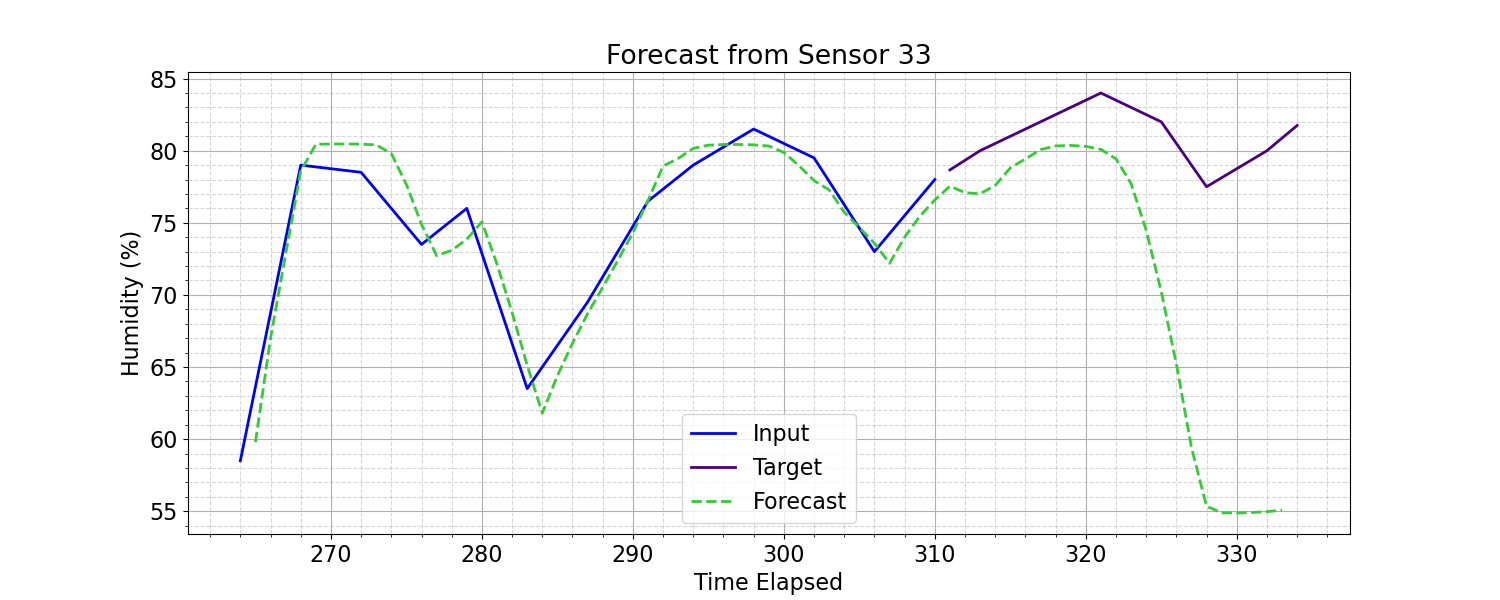 Forecast from Sensor 33
Humidity (%)
85
80
75
70
65
60
55
Input
Target
Forecast
270 280 290 300 310 320 330
Time Elapsed